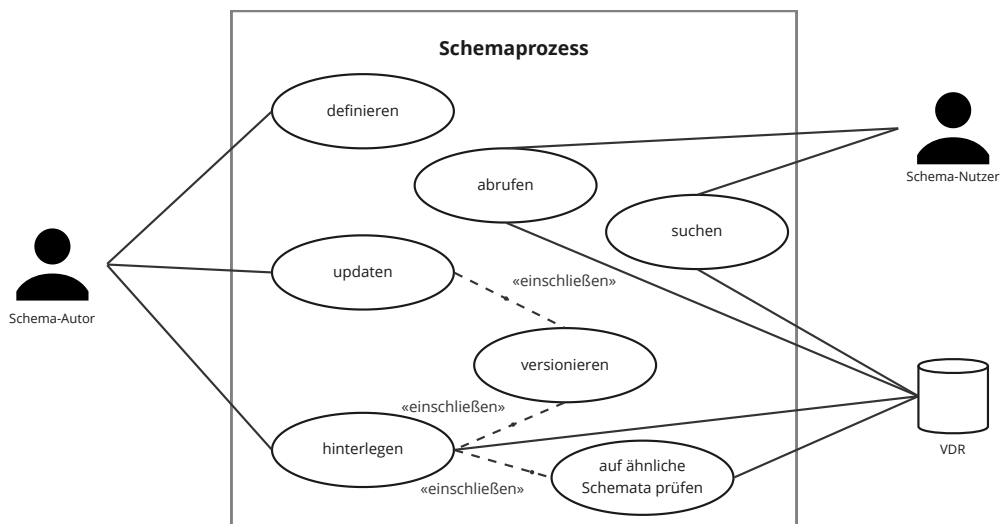 Schemaprozess
definieren
abrufen
Schema-Nutzer
suchen
updaten
«einschließen»
Schema-Autor
versionieren
«einschließen»
hinterlegen
VDR
auf ähnliche
Schemata prüfen
«einschließen»